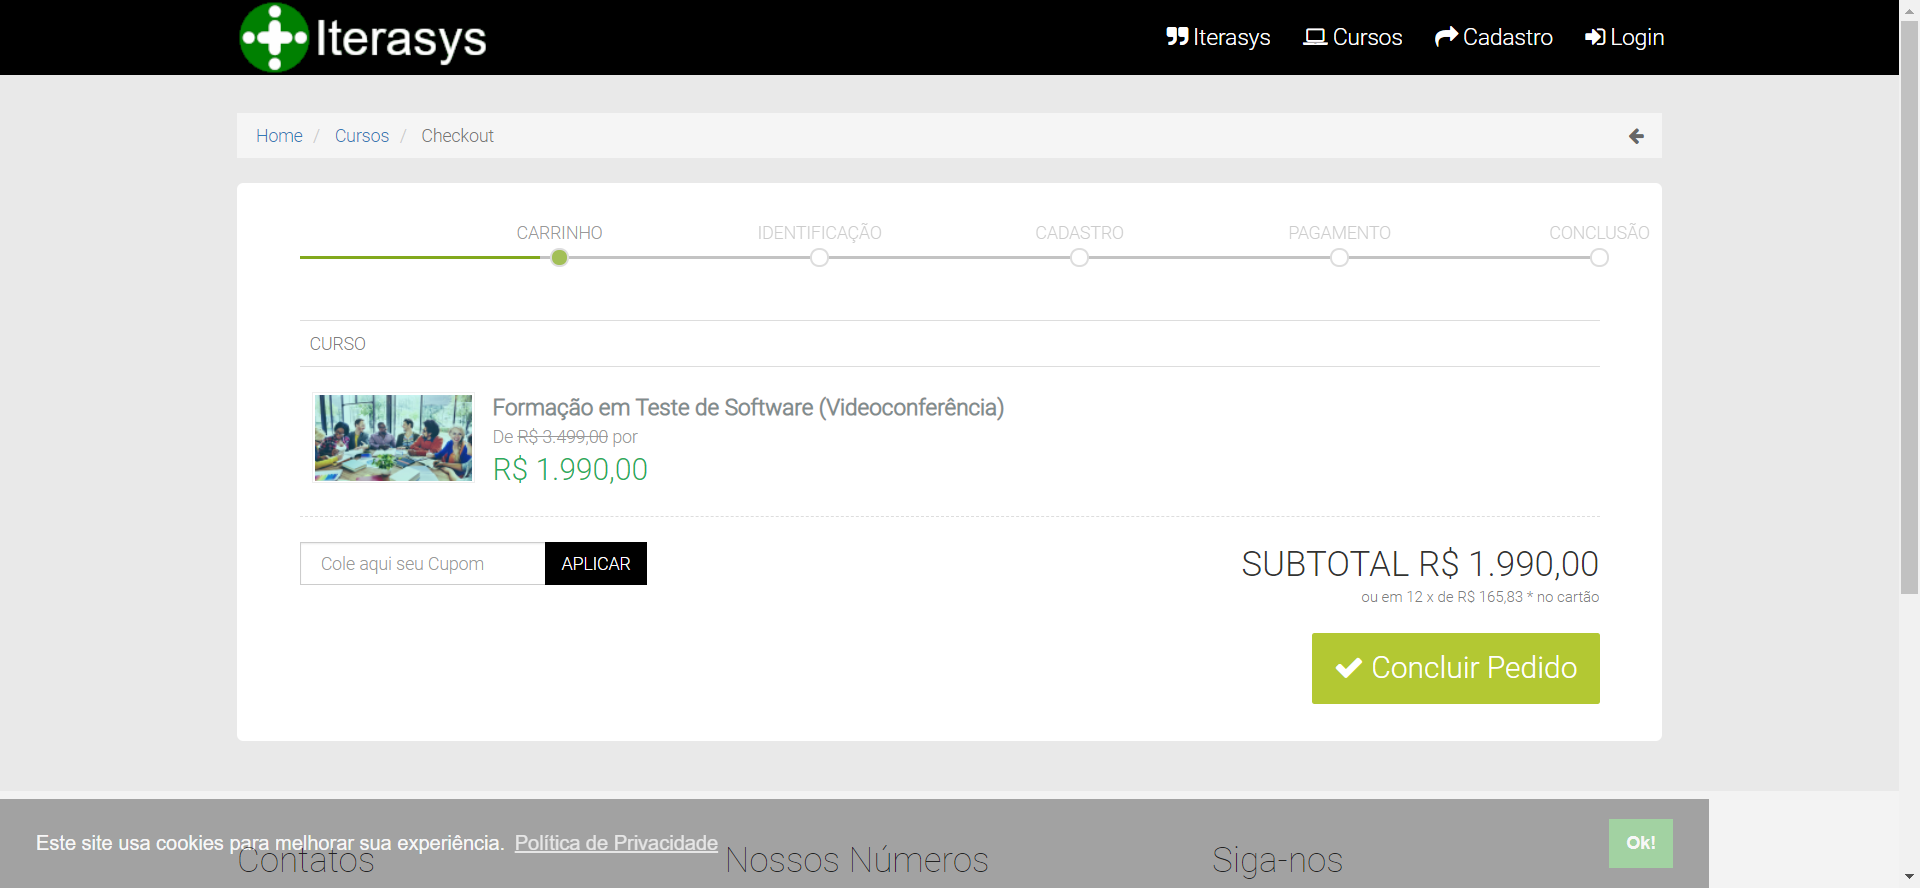 Iterasys
Iterasys Cursos Cadastro Login
Home / Cursos / Checkout
CARRINHO IDENTIFICAÇÃO CADASTRO PAGAMENTO CONCLUSÃO
CURSO
Formação em Teste de Software (Videoconferência)
De R$ 3.499,00 por
R$ 1.990,00
Cole aqui seu Cupom APLICAR
SUBTOTAL R$ 1.990,00
ou em 12 x de R$ 165,83 * no cartão
Concluir Pedido
Este site usa cookies para melhorar sua experiência. Política de Privacidade
Ok!
Contatos Nossos Números Siga-nos